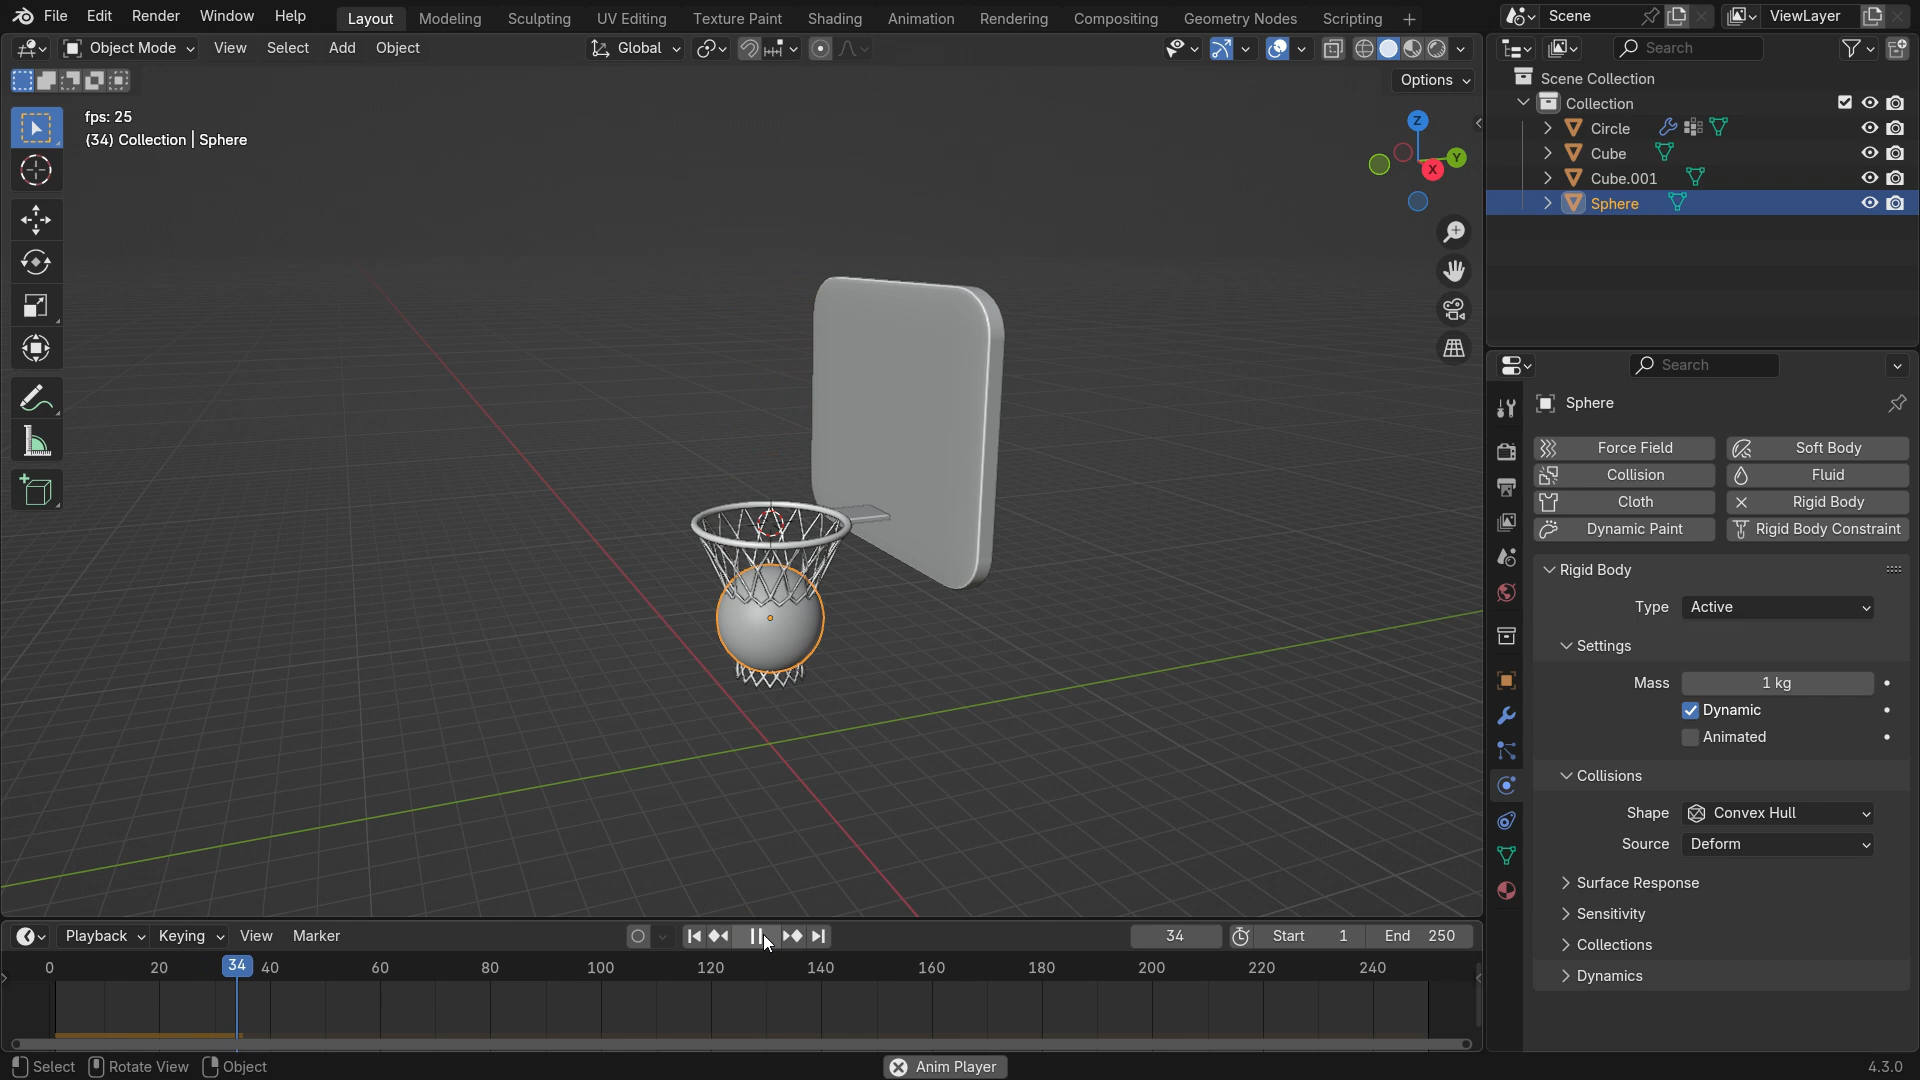 File Edit Render Window Help Layout Modeling Sculpting UV Editing Texture Paint Shading Animation Rendering Compositing Geometry Nodes Scripting Scene ViewLayer
Object Mode View Select Add Object Global Search
Options
fps: 25
(34) Collection | Sphere
Z
Y
X
Scene Collection
Collection
Circle
Cube
Cube.001
Sphere
Search
Sphere
Force Field Soft Body
Collision Fluid
Cloth Rigid Body
Dynamic Paint Rigid Body Constraint
Rigid Body
Type Active
Settings
Mass 1 kg
Dynamic
Animated
Collisions
Shape Convex Hull
Source Deform
Surface Response
Sensitivity
Collections
Dynamics
Playback Keying View Marker 34 Start 1 End 250
0 20 34 40 60 80 100 120 140 160 180 200 220 240
Select Rotate View Object Anim Player 4.3.0